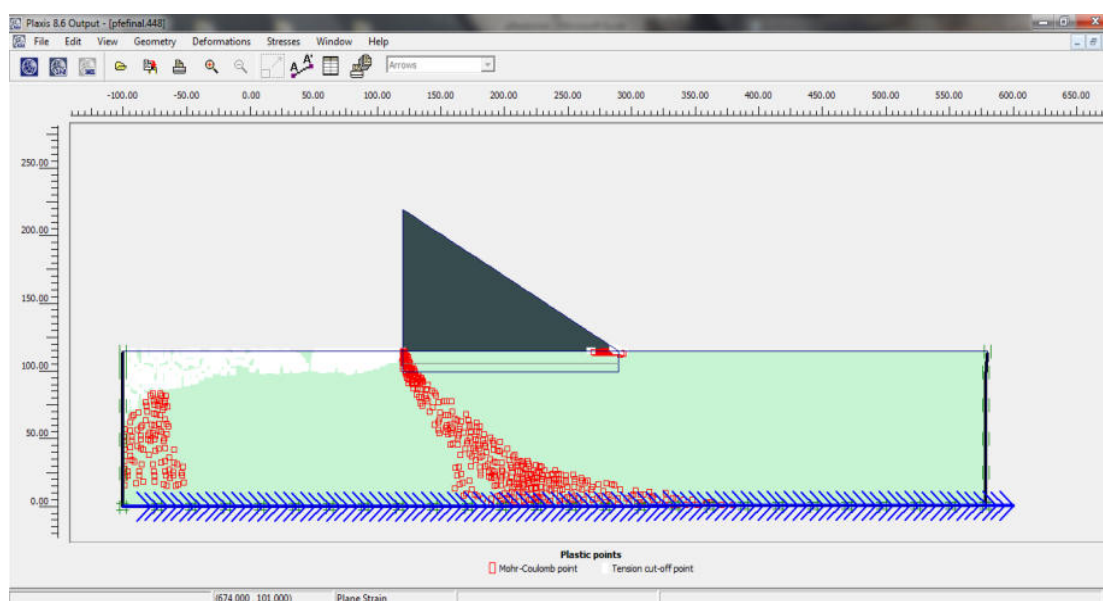 Plaxis 8.6 Output - [pfefinal.448]
File Edit View Geometry Deformations Stresses Window Help
Arrows
-100.00 -50.00 0.00 50.00 100.00 150.00 200.00 250.00 300.00 350.00 400.00 450.00 500.00 550.00 600.00 650.00
250.00
200.00
150.00
100.00
50.00
0.00
Plastic points
Mohr-Coulomb point Tension cut-off point
(674.000 101.000) Plane Strain